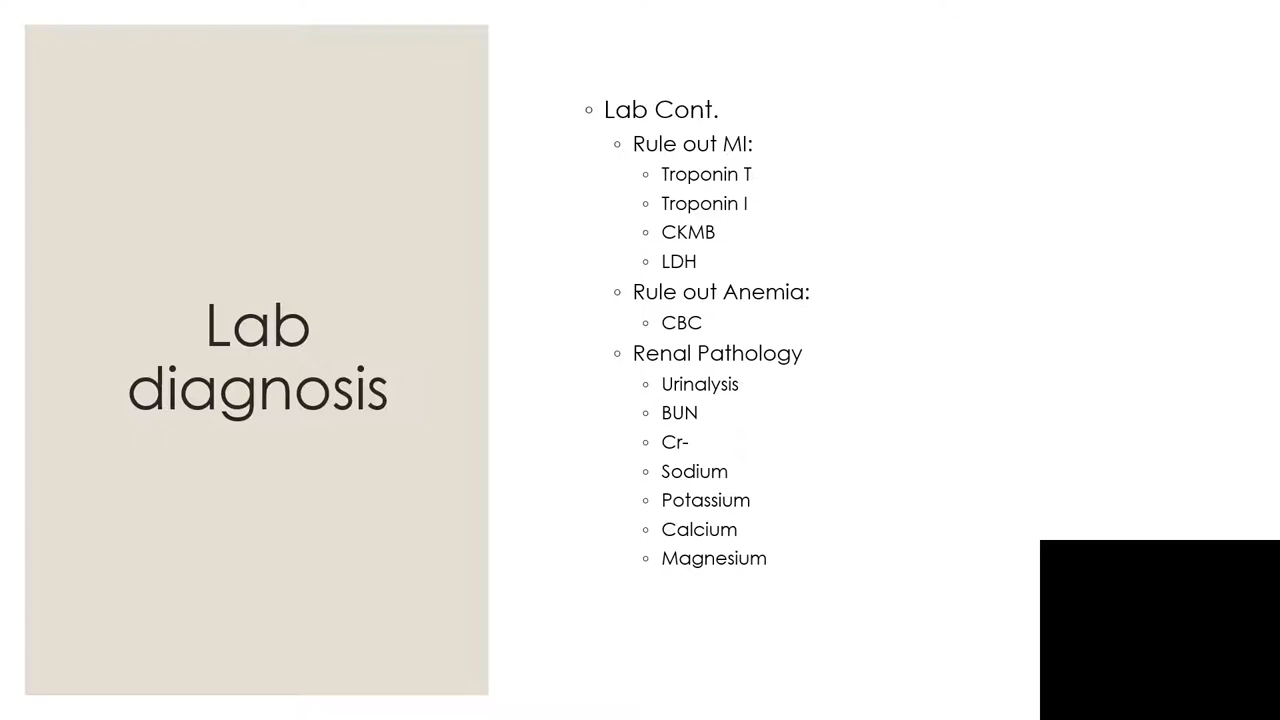 Lab
diagnosis
Lab Cont.
Rule out MI:
Troponin T
Troponin I
CKMB
LDH
Rule out Anemia:
CBC
Renal Pathology
Urinalysis
BUN
Cr-
Sodium
Potassium
Calcium
Magnesium